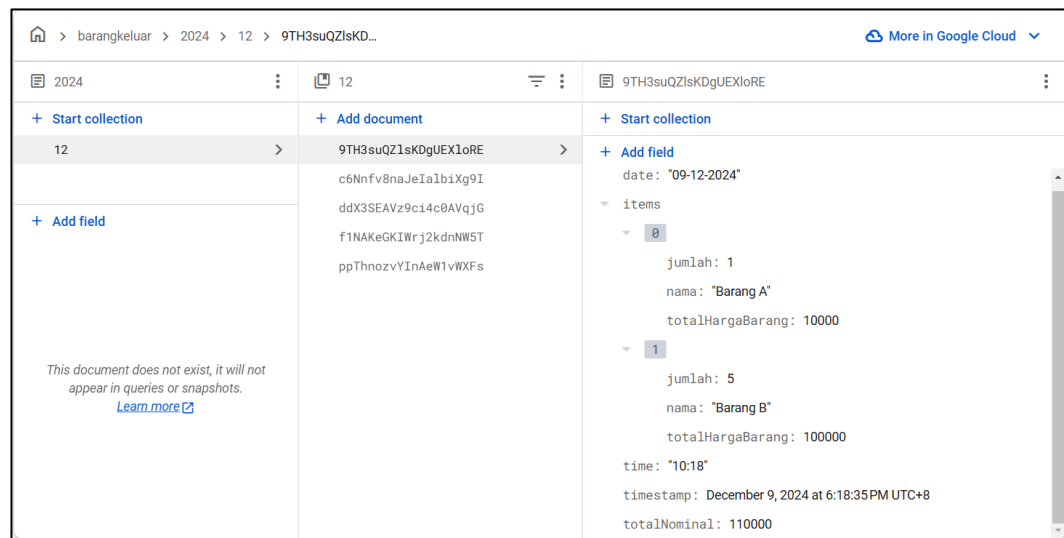 barangkeluar > 2024 > 12 > 9TH3suQZlsKD...
More in Google Cloud
2024
+ Start collection
12
+ Add field
This document does not exist, it will not
appear in queries or snapshots.
Learn more
12
+ Add document
9TH3suQZlsKDgUEXloRE
c6Nnfv8naJeIalbiXg9I
ddX3SEAVz9ci4c0AVqjG
f1NAKeGKIWrj2kdnNW5T
ppThnozvYInAeW1vWXFs
9TH3suQZlsKDgUEXloRE
+ Start collection
+ Add field
date: "09-12-2024"
items
0
jumlah: 1
nama: "Barang A"
totalHargaBarang: 10000
1
jumlah: 5
nama: "Barang B"
totalHargaBarang: 100000
time: "10:18"
timestamp: December 9, 2024 at 6:18:35 PM UTC+8
totalNominal: 110000